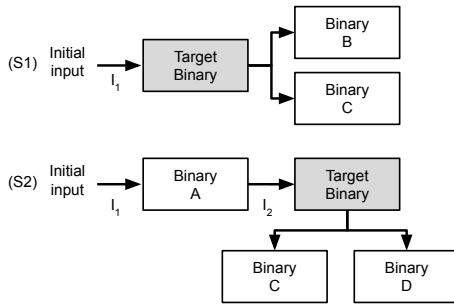 (S1)
Initial
input
I1
Target
Binary
Binary
B
Binary
C
(S2)
Initial
input
I1
Binary
A
I2
Target
Binary
Binary
C
Binary
D